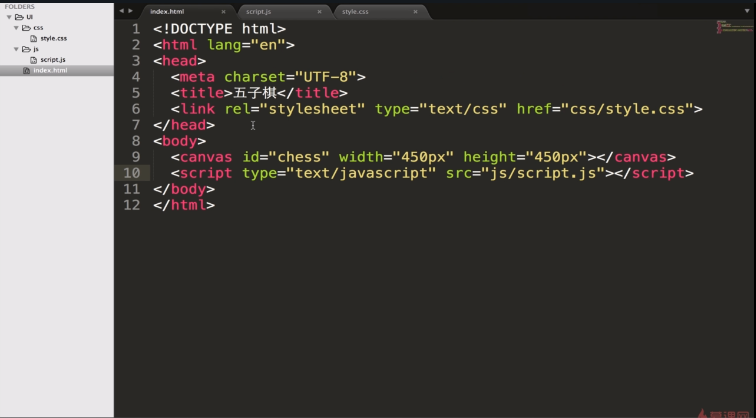 FOLDERS
UI
css
style.css
js
script.js
index.html
index.html × script.js × style.css ×
1 <!DOCTYPE html>
2 <html lang="en">
3 <head>
4 <meta charset="UTF-8">
5 <title>五子棋</title>
6 <link rel="stylesheet" type="text/css" href="css/style.css">
7 </head>
8 <body>
9 <canvas id="chess" width="450px" height="450px"></canvas>
10 <script type="text/javascript" src="js/script.js"></script>
11 </body>
12 </html>